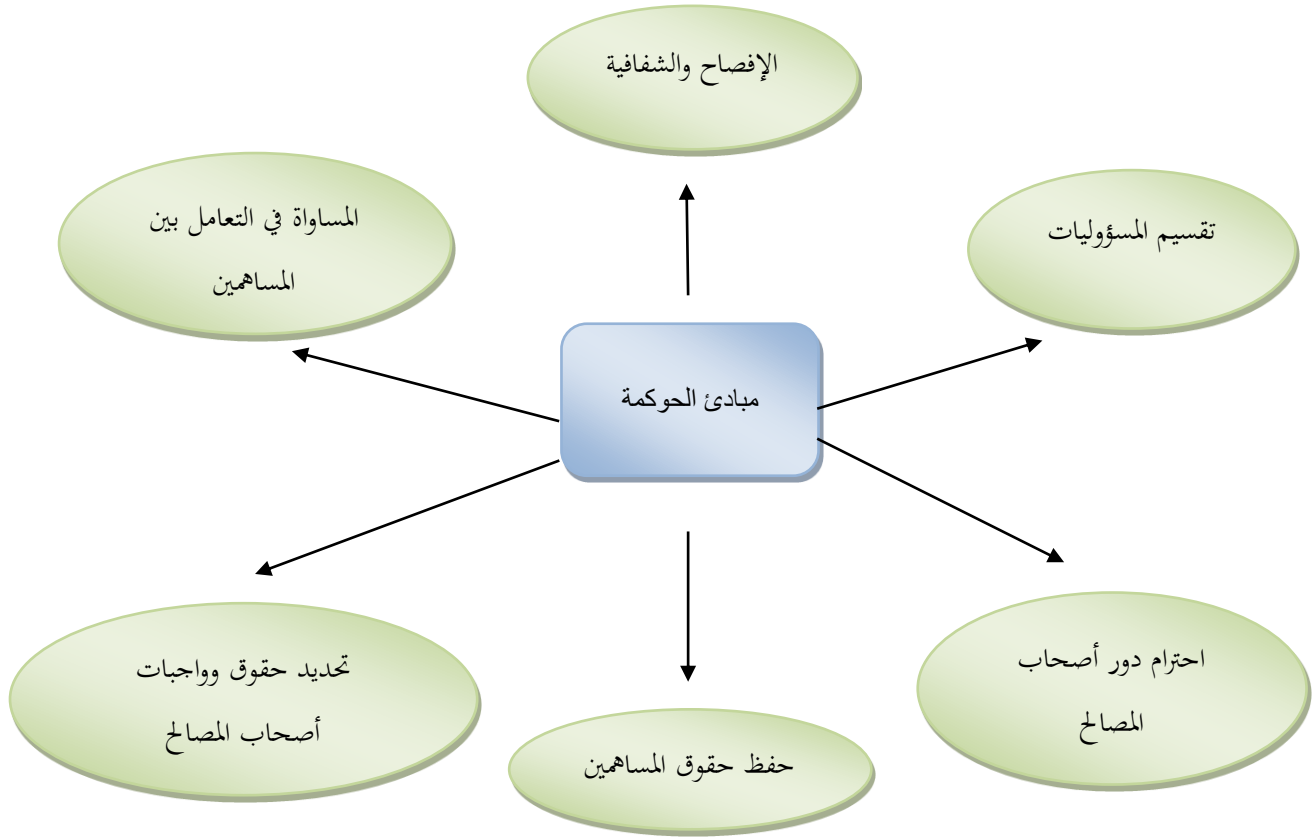 الإفصاح والشفافية
تقسيم المسؤوليات
المساواة في التعامل بين
المساهمين
مبادئ الحوكمة
احترام دور أصحاب
المصالح
تحديد حقوق وواجبات
أصحاب المصالح
حفظ حقوق المساهمين